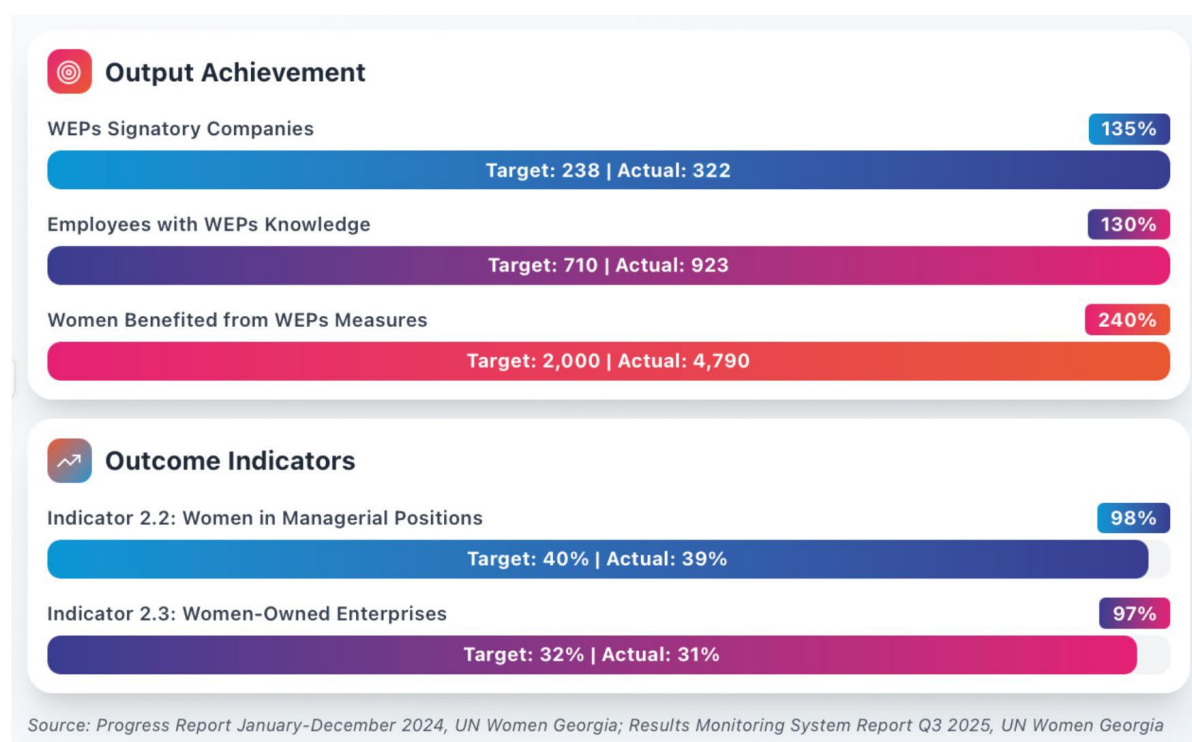 Output Achievement
WEPs Signatory Companies
135%
Target: 238 | Actual: 322
Employees with WEPs Knowledge
130%
Target: 710 | Actual: 923
Women Benefited from WEPs Measures
240%
Target: 2,000 | Actual: 4,790
Outcome Indicators
Indicator 2.2: Women in Managerial Positions
98%
Target: 40% | Actual: 39%
Indicator 2.3: Women-Owned Enterprises
97%
Target: 32% | Actual: 31%
Source: Progress Report January-December 2024, UN Women Georgia; Results Monitoring System Report Q3 2025, UN Women Georgia